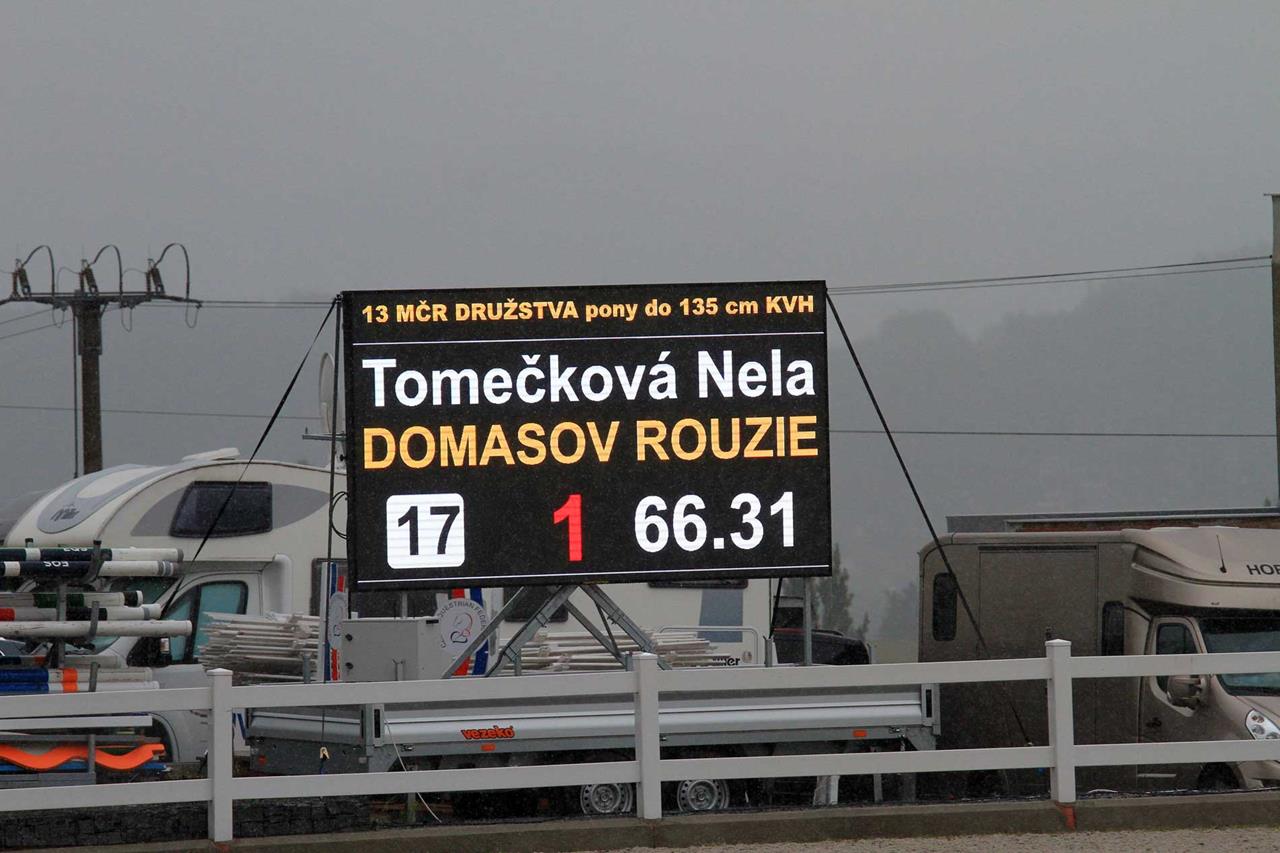 13 MČR DRUŽSTVA pony do 135 cm KVH
Tomečková Nela
DOMASOV ROUZIE
17 1 66.31
vezeko